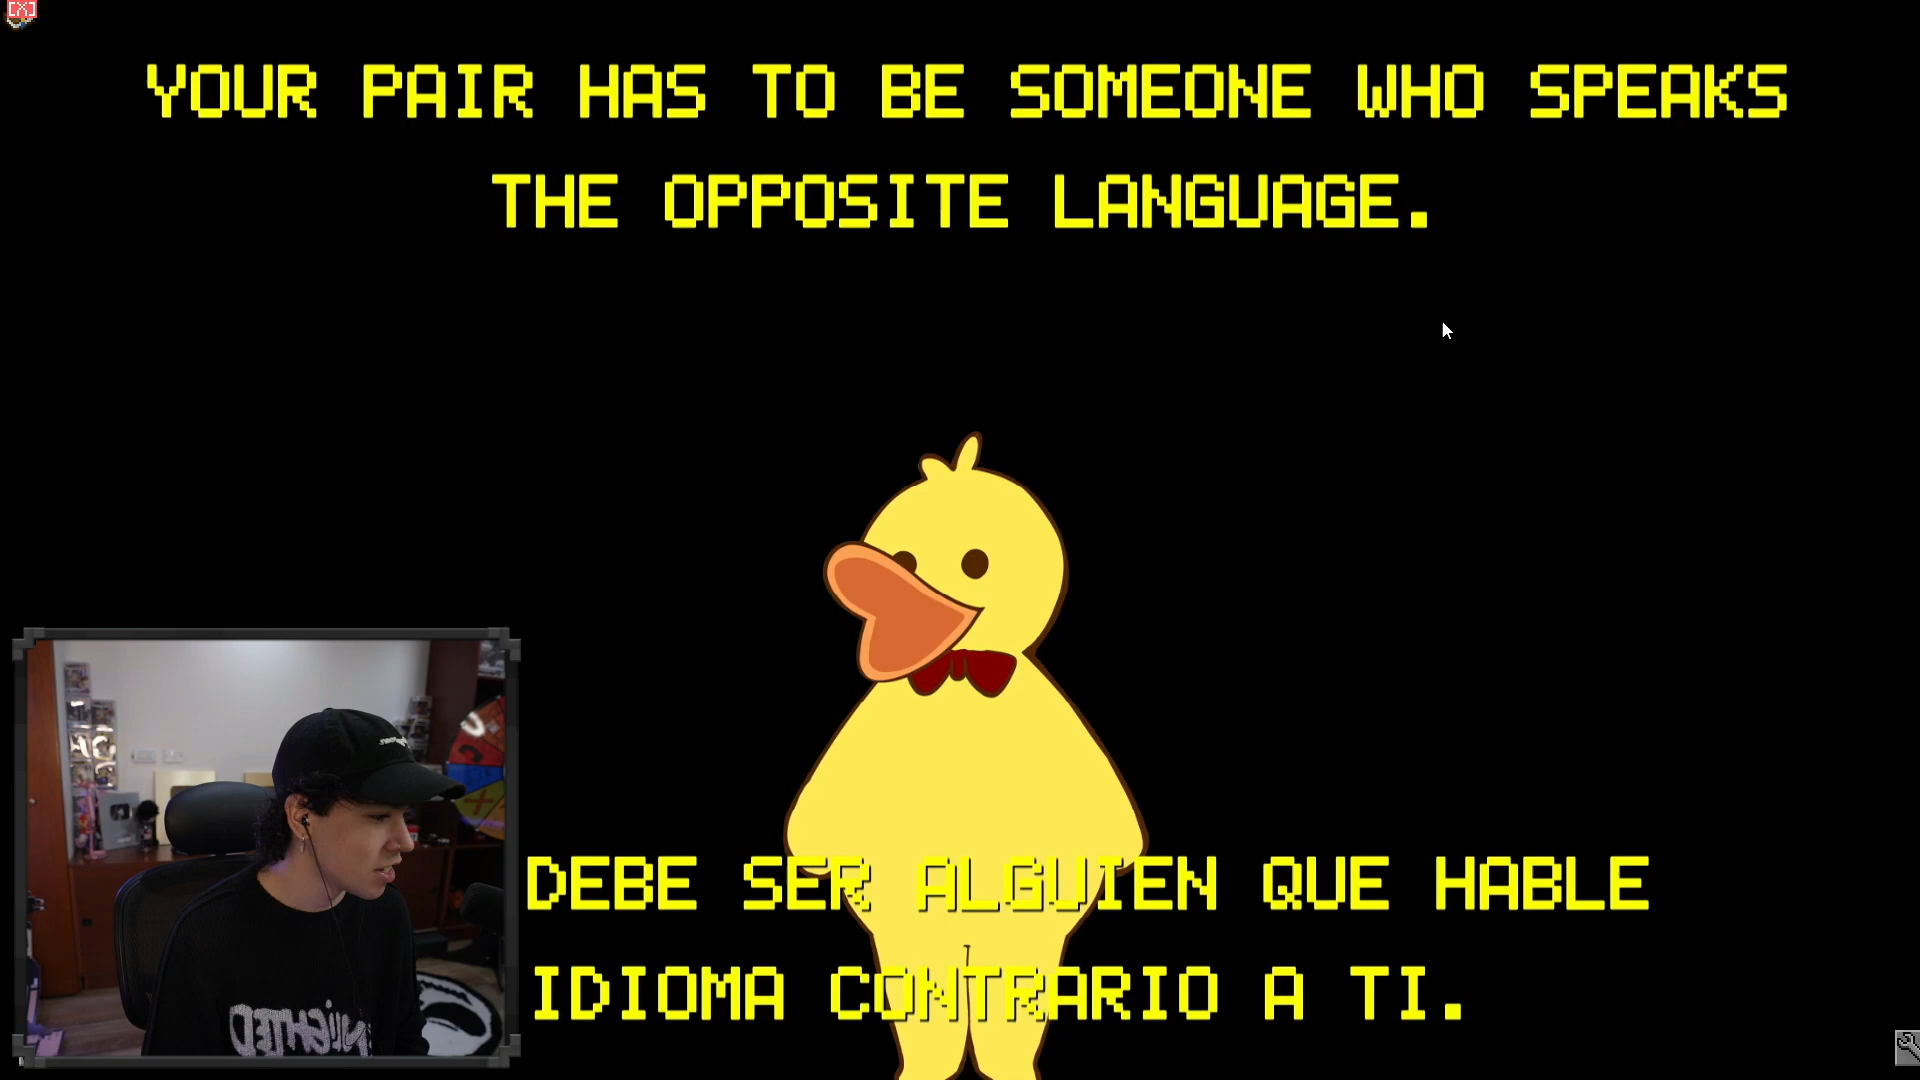 YOUR PAIR HAS TO BE SOMEONE WHO SPEAKS
THE OPPOSITE LANGUAGE.
DEBE SER ALGUIEN QUE HABLE
IDIOMA CONTRARIO A TI.